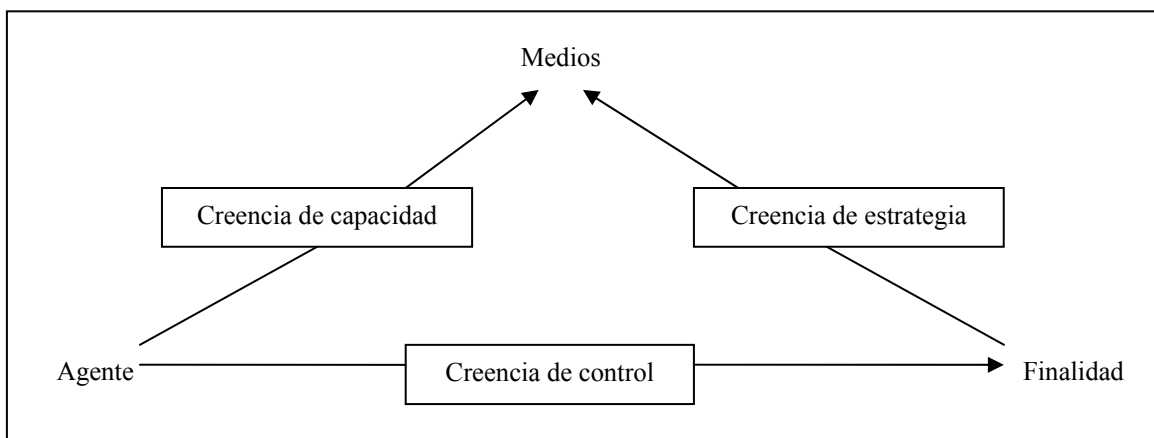 Medios
Creencia de capacidad
Creencia de estrategia
Agente
Creencia de control
Finalidad